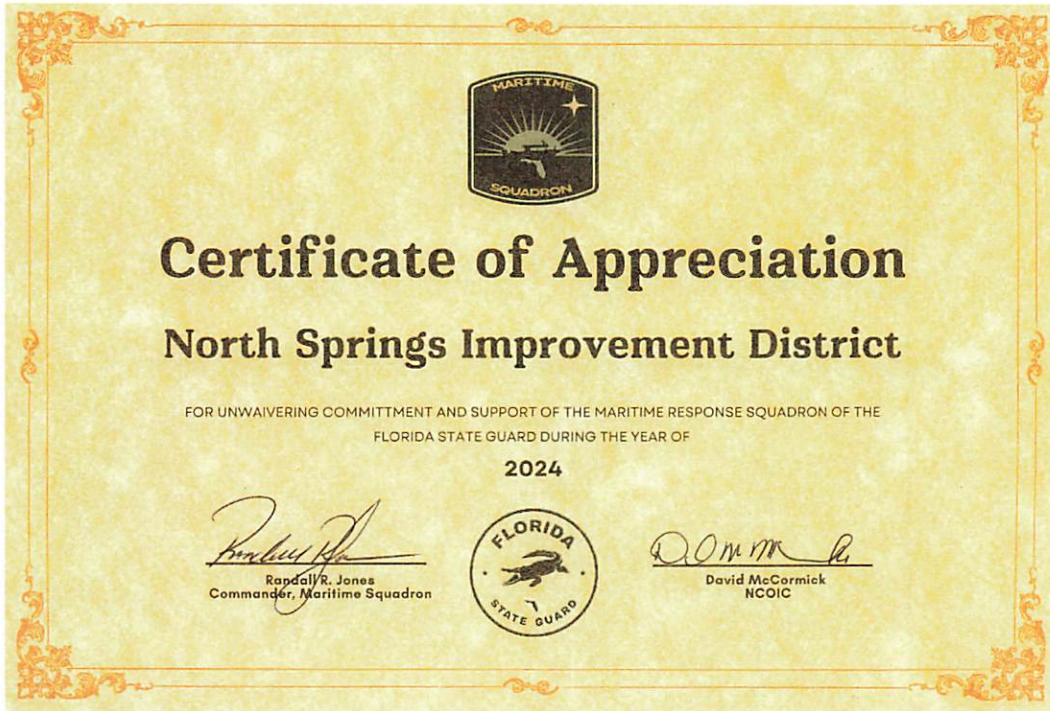 MARITIME
SQUADRON
Certificate of Appreciation
North Springs Improvement District
FOR UNWAIVERING COMMITTMENT AND SUPPORT OF THE MARITIME RESPONSE SQUADRON OF THE
FLORIDA STATE GUARD DURING THE YEAR OF
2024
Randall R. Jones
Commander, Maritime Squadron
FLORIDA
STATE GUARD
David McCormick
NCOIC